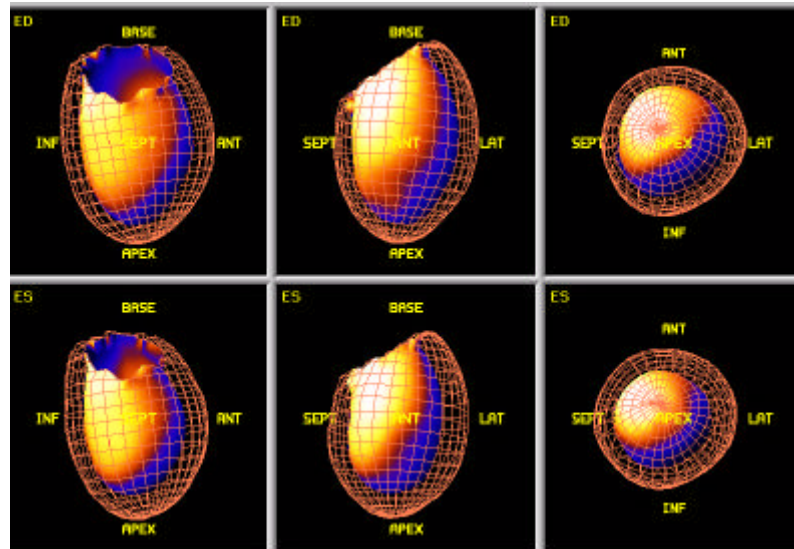 ED
BASE
INF SEPT ANT
APEX
ED
BASE
SEPT ANT LAT
APEX
ED
ANT
SEPT APEX LAT
INF
ES
BASE
INF SEPT ANT
APEX
ES
BASE
SEPT ANT LAT
APEX
ES
ANT
SEPT APEX LAT
INF